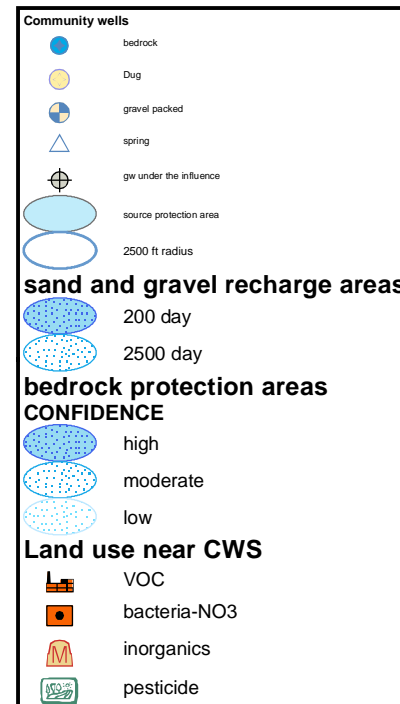 Community wells
bedrock
Dug
gravel packed
spring
gw under the influence
source protection area
2500 ft radius
sand and gravel recharge areas
200 day
2500 day
bedrock protection areas
CONFIDENCE
high
moderate
low
Land use near CWS
VOC
bacteria-NO3
inorganics
M
pesticide